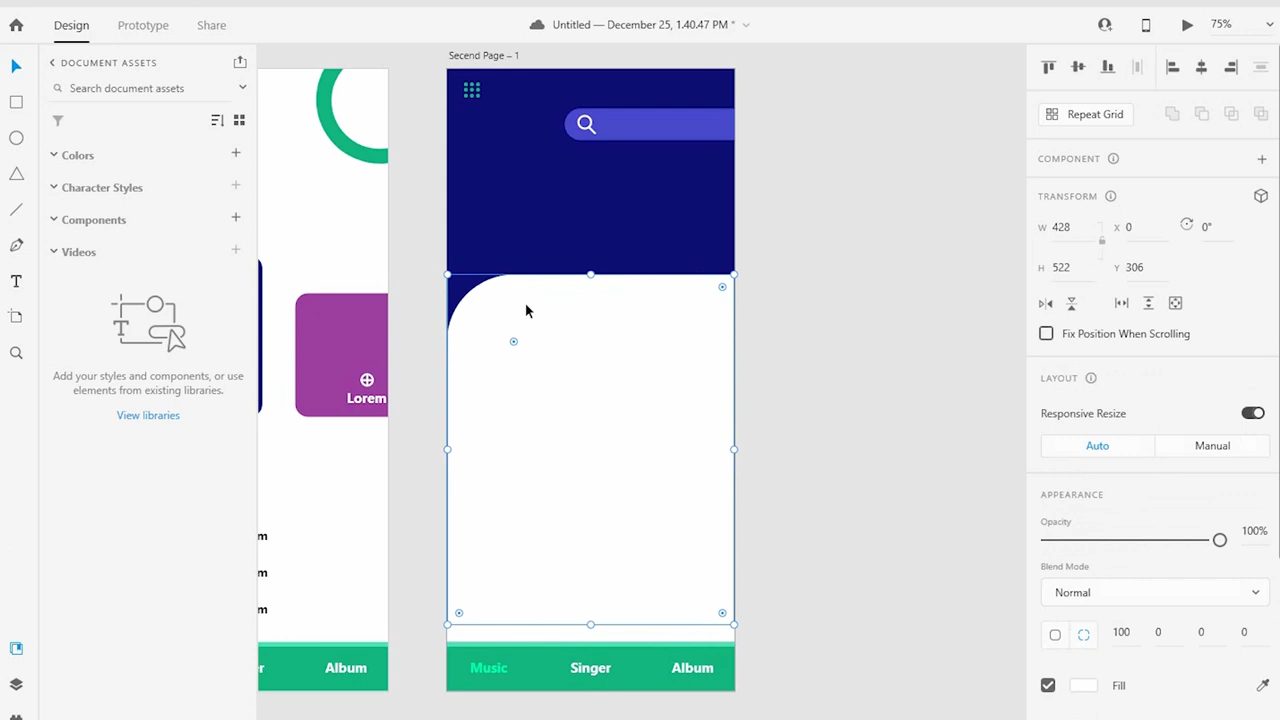 Design
Prototype
Share
Untitled — December 25, 1.40.47 PM *
75%
DOCUMENT ASSETS
Search document assets
Colors
Character Styles
Components
Videos
Add your styles and components, or use
elements from existing libraries.
View libraries
Lorem
m
m
m
r
Album
Secend Page – 1
Music
Singer
Album
Repeat Grid
COMPONENT
TRANSFORM
W 428
X 0
0°
H 522
Y 306
Fix Position When Scrolling
LAYOUT
Responsive Resize
Auto
Manual
APPEARANCE
Opacity
100%
Blend Mode
Normal
100 0 0 0
Fill